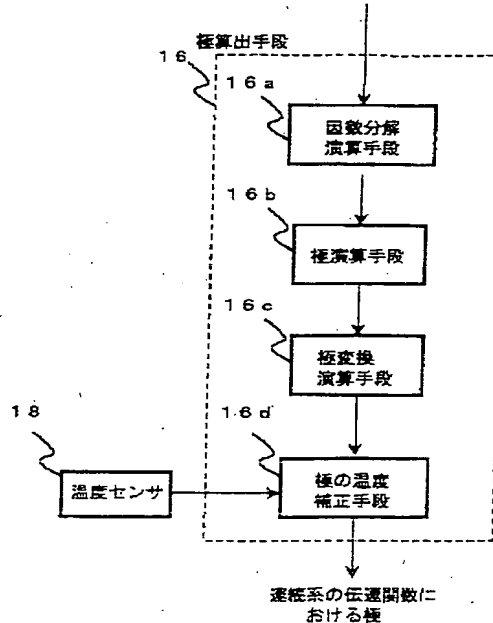 極算出手段
16
16a
因数分解
演算手段
16b
極演算手段
16c
極変換
演算手段
18
16d
温度センサ
極の温度
補正手段
連続系の伝達関数に
おける極